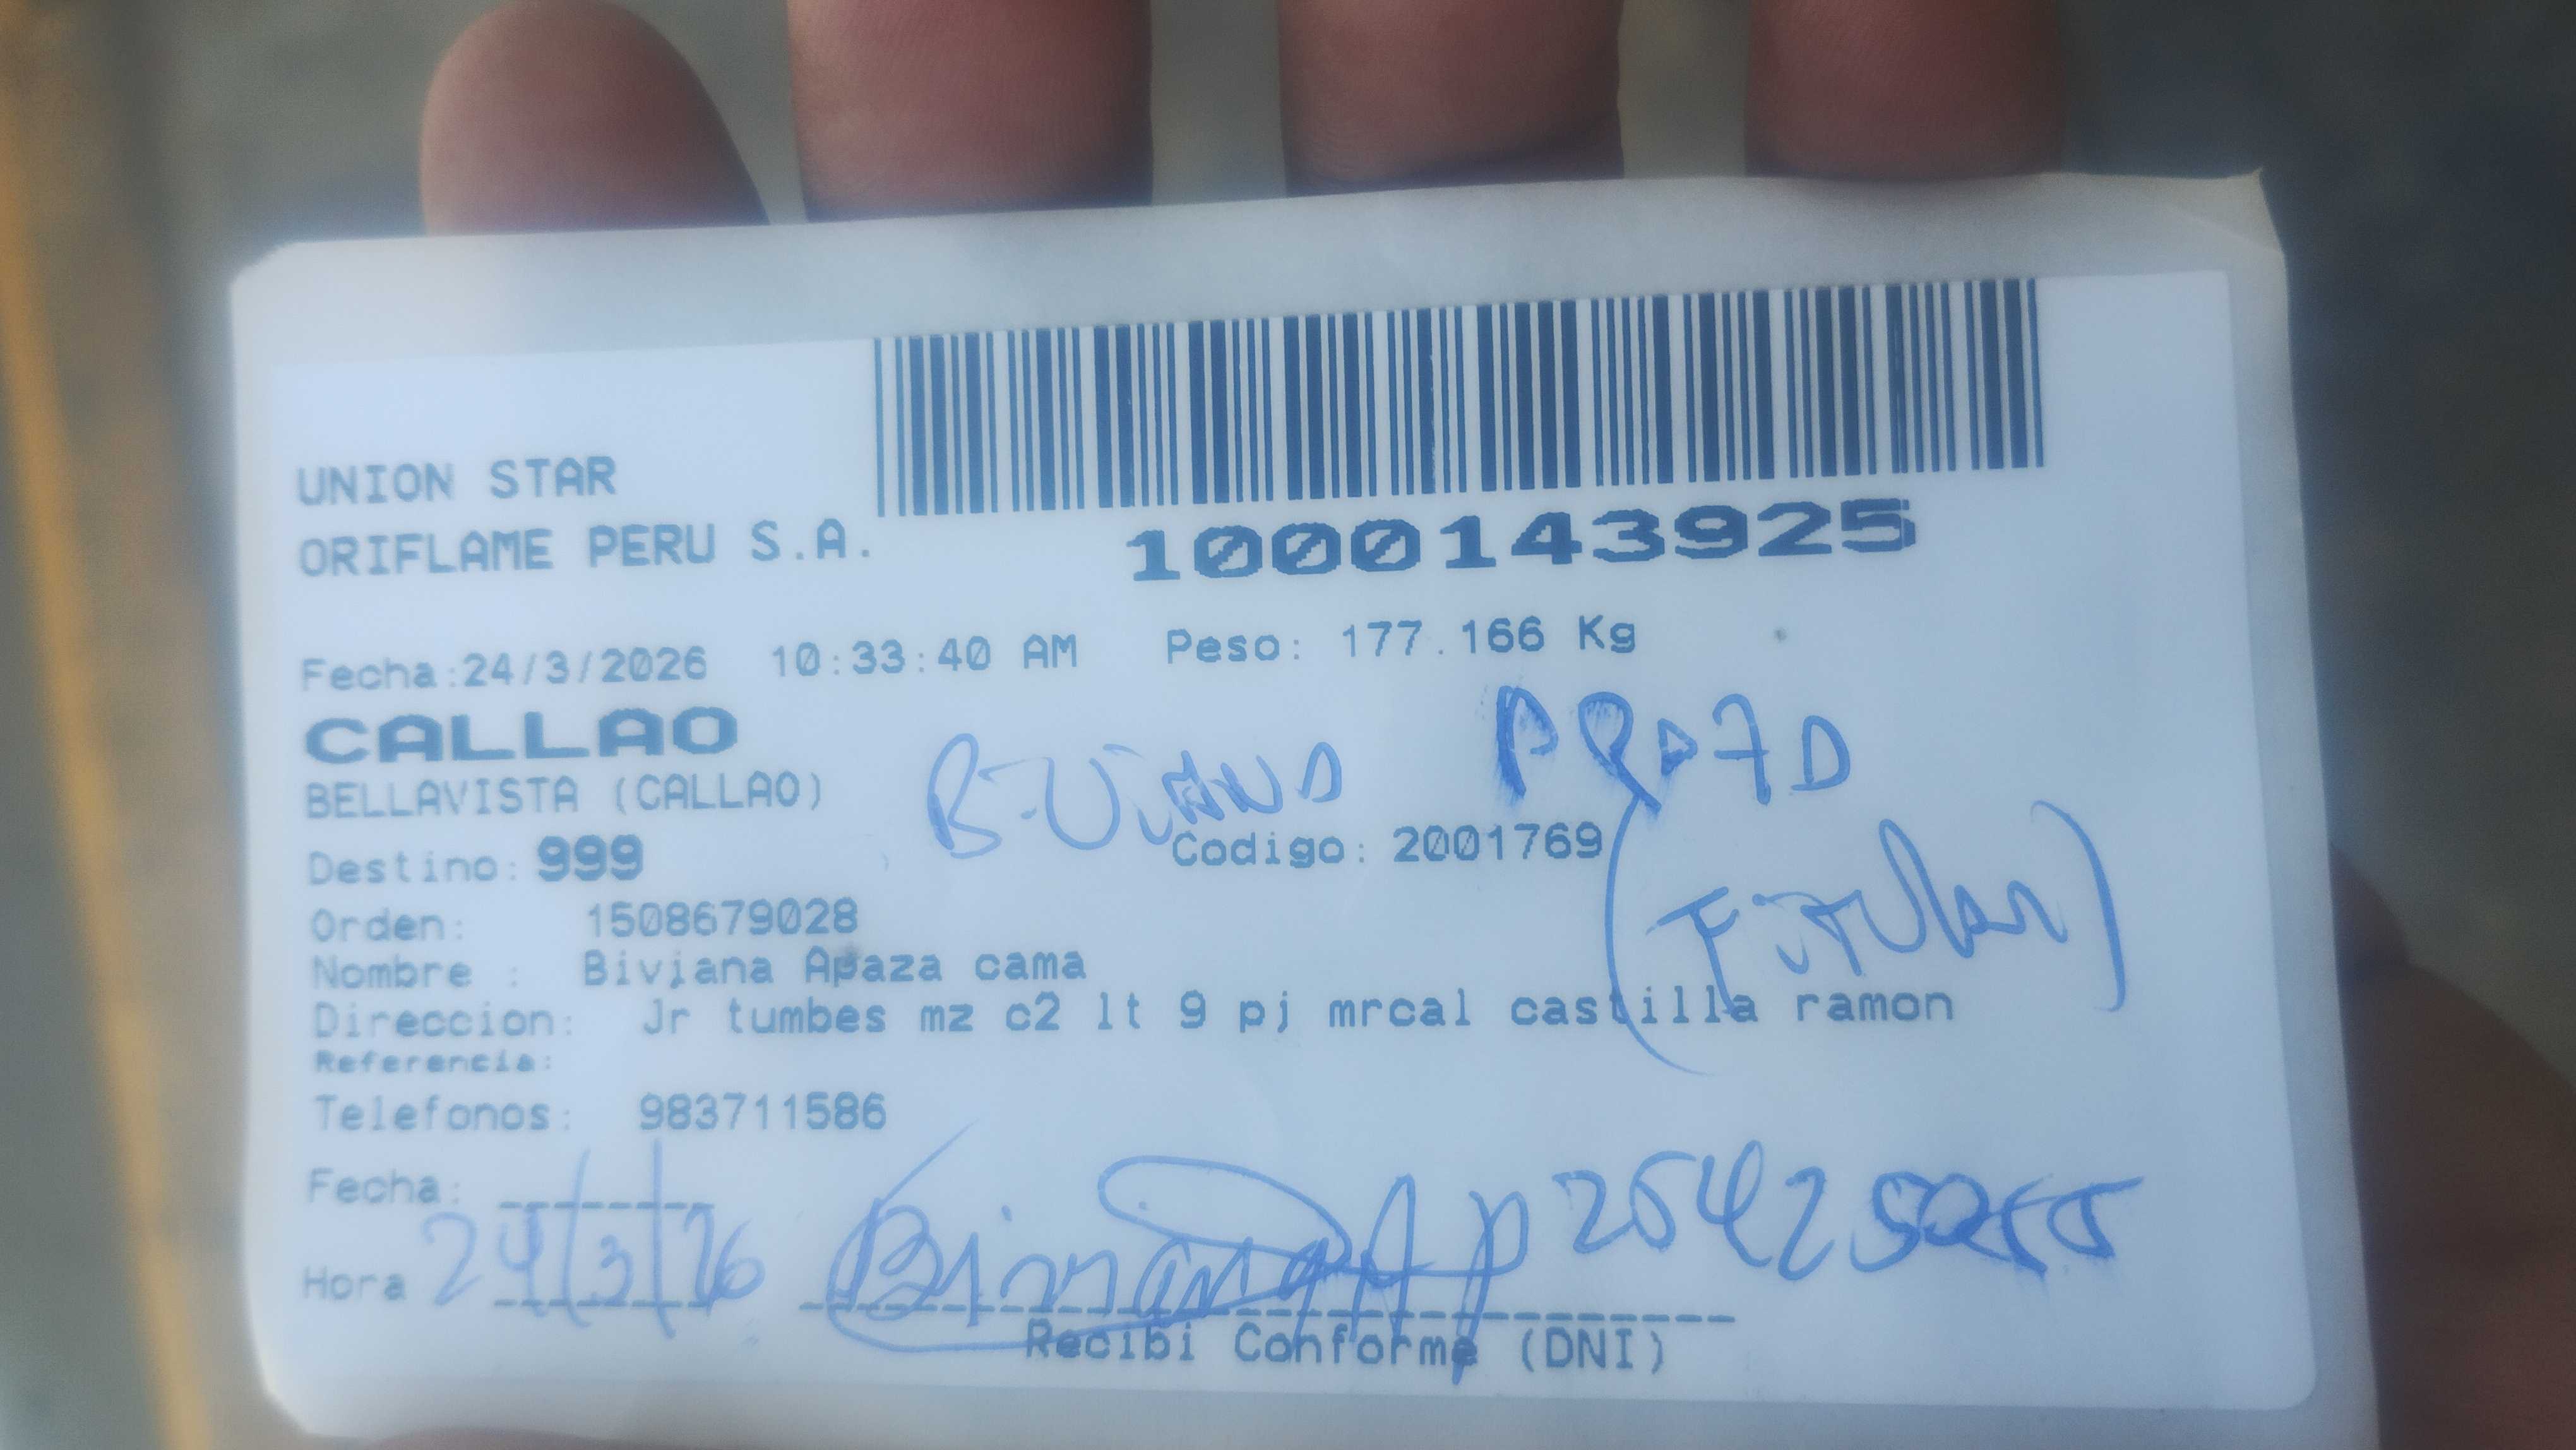 UNION STAR
ORIFLAME PERU S.A.
1000143925
Fecha:24/3/2026 10:33:40 AM Peso: 177.166 Kg
CALLAO
BELLAVISTA (CALLAO)
Destino: 999 Codigo: 2001769
Orden: 1508679028
Nombre : Biviana Apaza cama
Direccion: Jr tumbes mz c2 lt 9 pj mrcal castilla ramon
Referencia:
Telefonos: 983711586
Fecha:
24/3/26
Hora
Recibi Conforme (DNI)